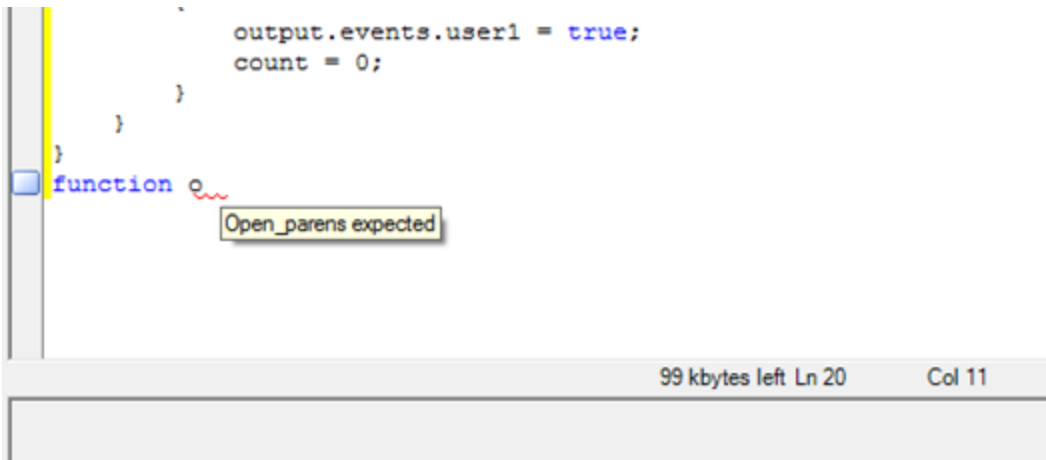 output.events.user1 = true;
count = 0;
}
}
}
function o
Open_parens expected
99 kbytes left Ln 20 Col 11